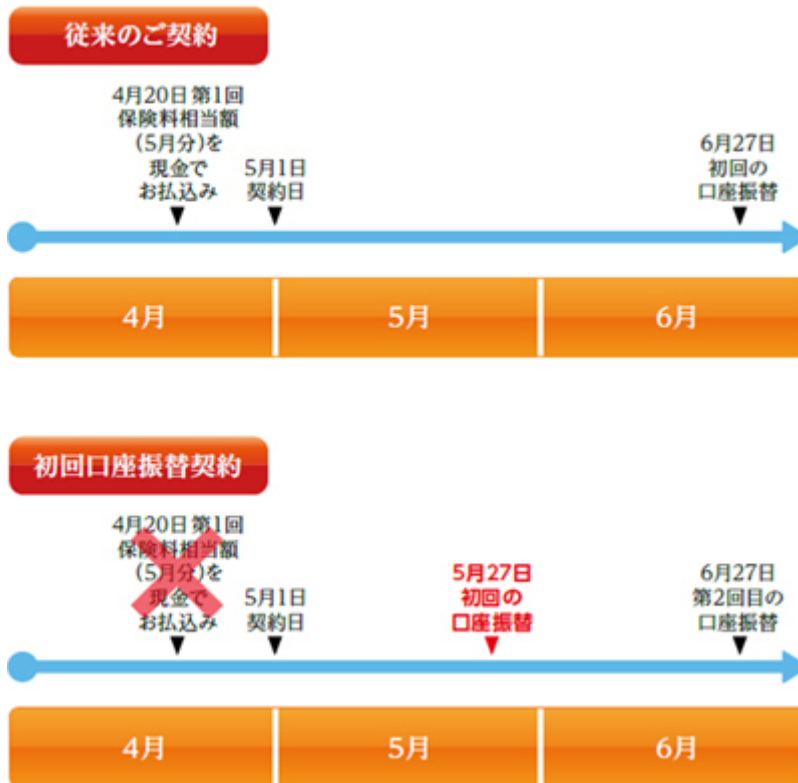 従来のご契約
4月20日 第1回
保険料相当額
(5月分)を
現金で
お払込み
5月1日
契約日
6月27日
初回の
口座振替
4月
5月
6月
初回口座振替契約
4月20日 第1回
保険料相当額
(5月分)を
現金で
お払込み
5月1日
契約日
5月27日
初回の
口座振替
6月27日
第2回目の
口座振替
4月
5月
6月